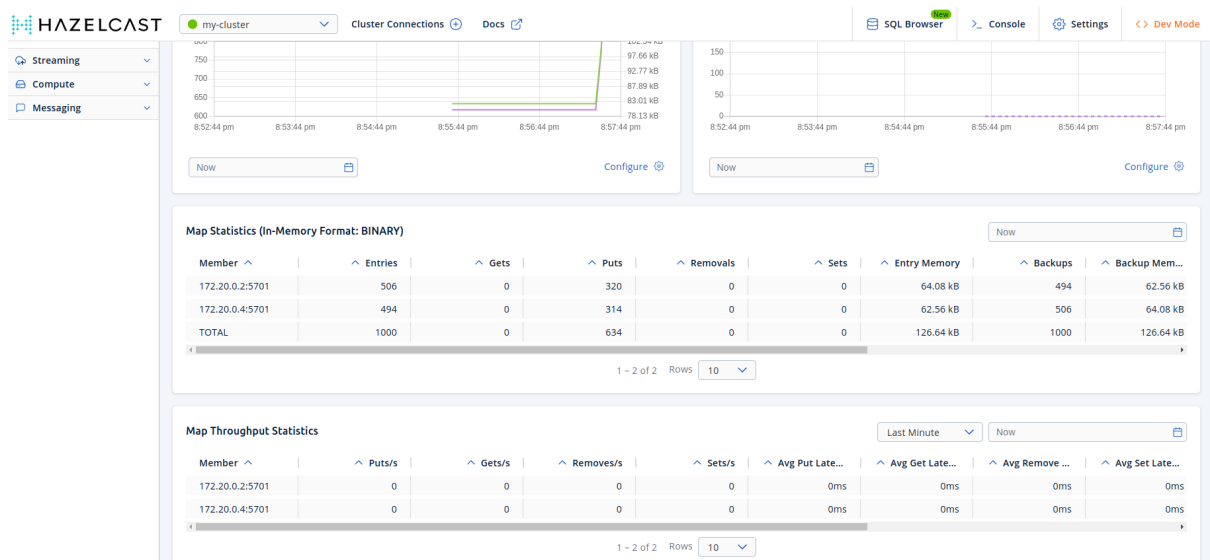 HAZELCAST my-cluster Cluster Connections Docs New SQL Browser >_ Console Settings <> Dev Mode
Streaming
Compute
Messaging
800 102.54 kB
750 97.66 kB
700 92.77 kB
87.89 kB
650 83.01 kB
600 78.13 kB
8:52:44 pm 8:53:44 pm 8:54:44 pm 8:55:44 pm 8:56:44 pm 8:57:44 pm
Now Configure
150
100
50
0
8:52:44 pm 8:53:44 pm 8:54:44 pm 8:55:44 pm 8:56:44 pm 8:57:44 pm
Now Configure
Map Statistics (In-Memory Format: BINARY) Now
Member Entries Gets Puts Removals Sets Entry Memory Backups Backup Mem...
172.20.0.2:5701 506 0 320 0 0 64.08 kB 494 62.56 kB
172.20.0.4:5701 494 0 314 0 0 62.56 kB 506 64.08 kB
TOTAL 1000 0 634 0 0 126.64 kB 1000 126.64 kB
1 – 2 of 2 Rows 10
Map Throughput Statistics Last Minute Now
Member Puts/s Gets/s Removes/s Sets/s Avg Put Late... Avg Get Late... Avg Remove ... Avg Set Late...
172.20.0.2:5701 0 0 0 0 0ms 0ms 0ms 0ms
172.20.0.4:5701 0 0 0 0 0ms 0ms 0ms 0ms
1 – 2 of 2 Rows 10